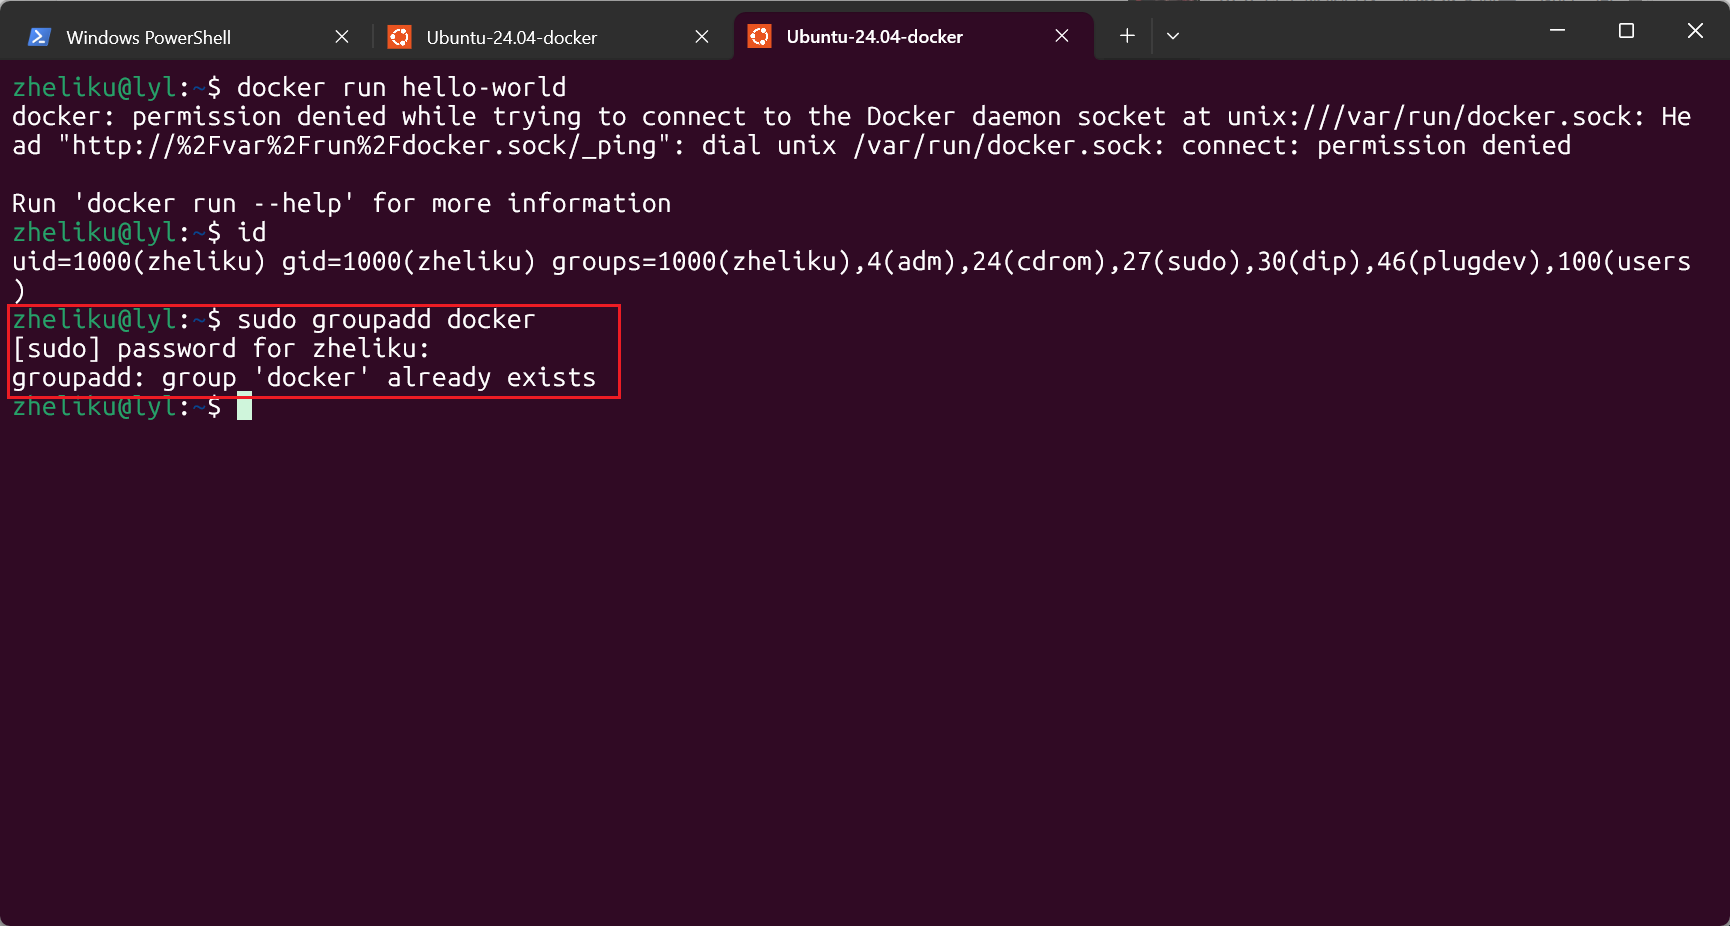 Windows PowerShell
Ubuntu-24.04-docker
Ubuntu-24.04-docker
zheliku@lyl:~$ docker run hello-world
docker: permission denied while trying to connect to the Docker daemon socket at unix:///var/run/docker.sock: He
ad "http://%2Fvar%2Frun%2Fdocker.sock/_ping": dial unix /var/run/docker.sock: connect: permission denied
Run 'docker run --help' for more information
zheliku@lyl:~$ id
uid=1000(zheliku) gid=1000(zheliku) groups=1000(zheliku),4(adm),24(cdrom),27(sudo),30(dip),46(plugdev),100(users
)
zheliku@lyl:~$ sudo groupadd docker
[sudo] password for zheliku:
groupadd: group 'docker' already exists
zheliku@lyl:~$